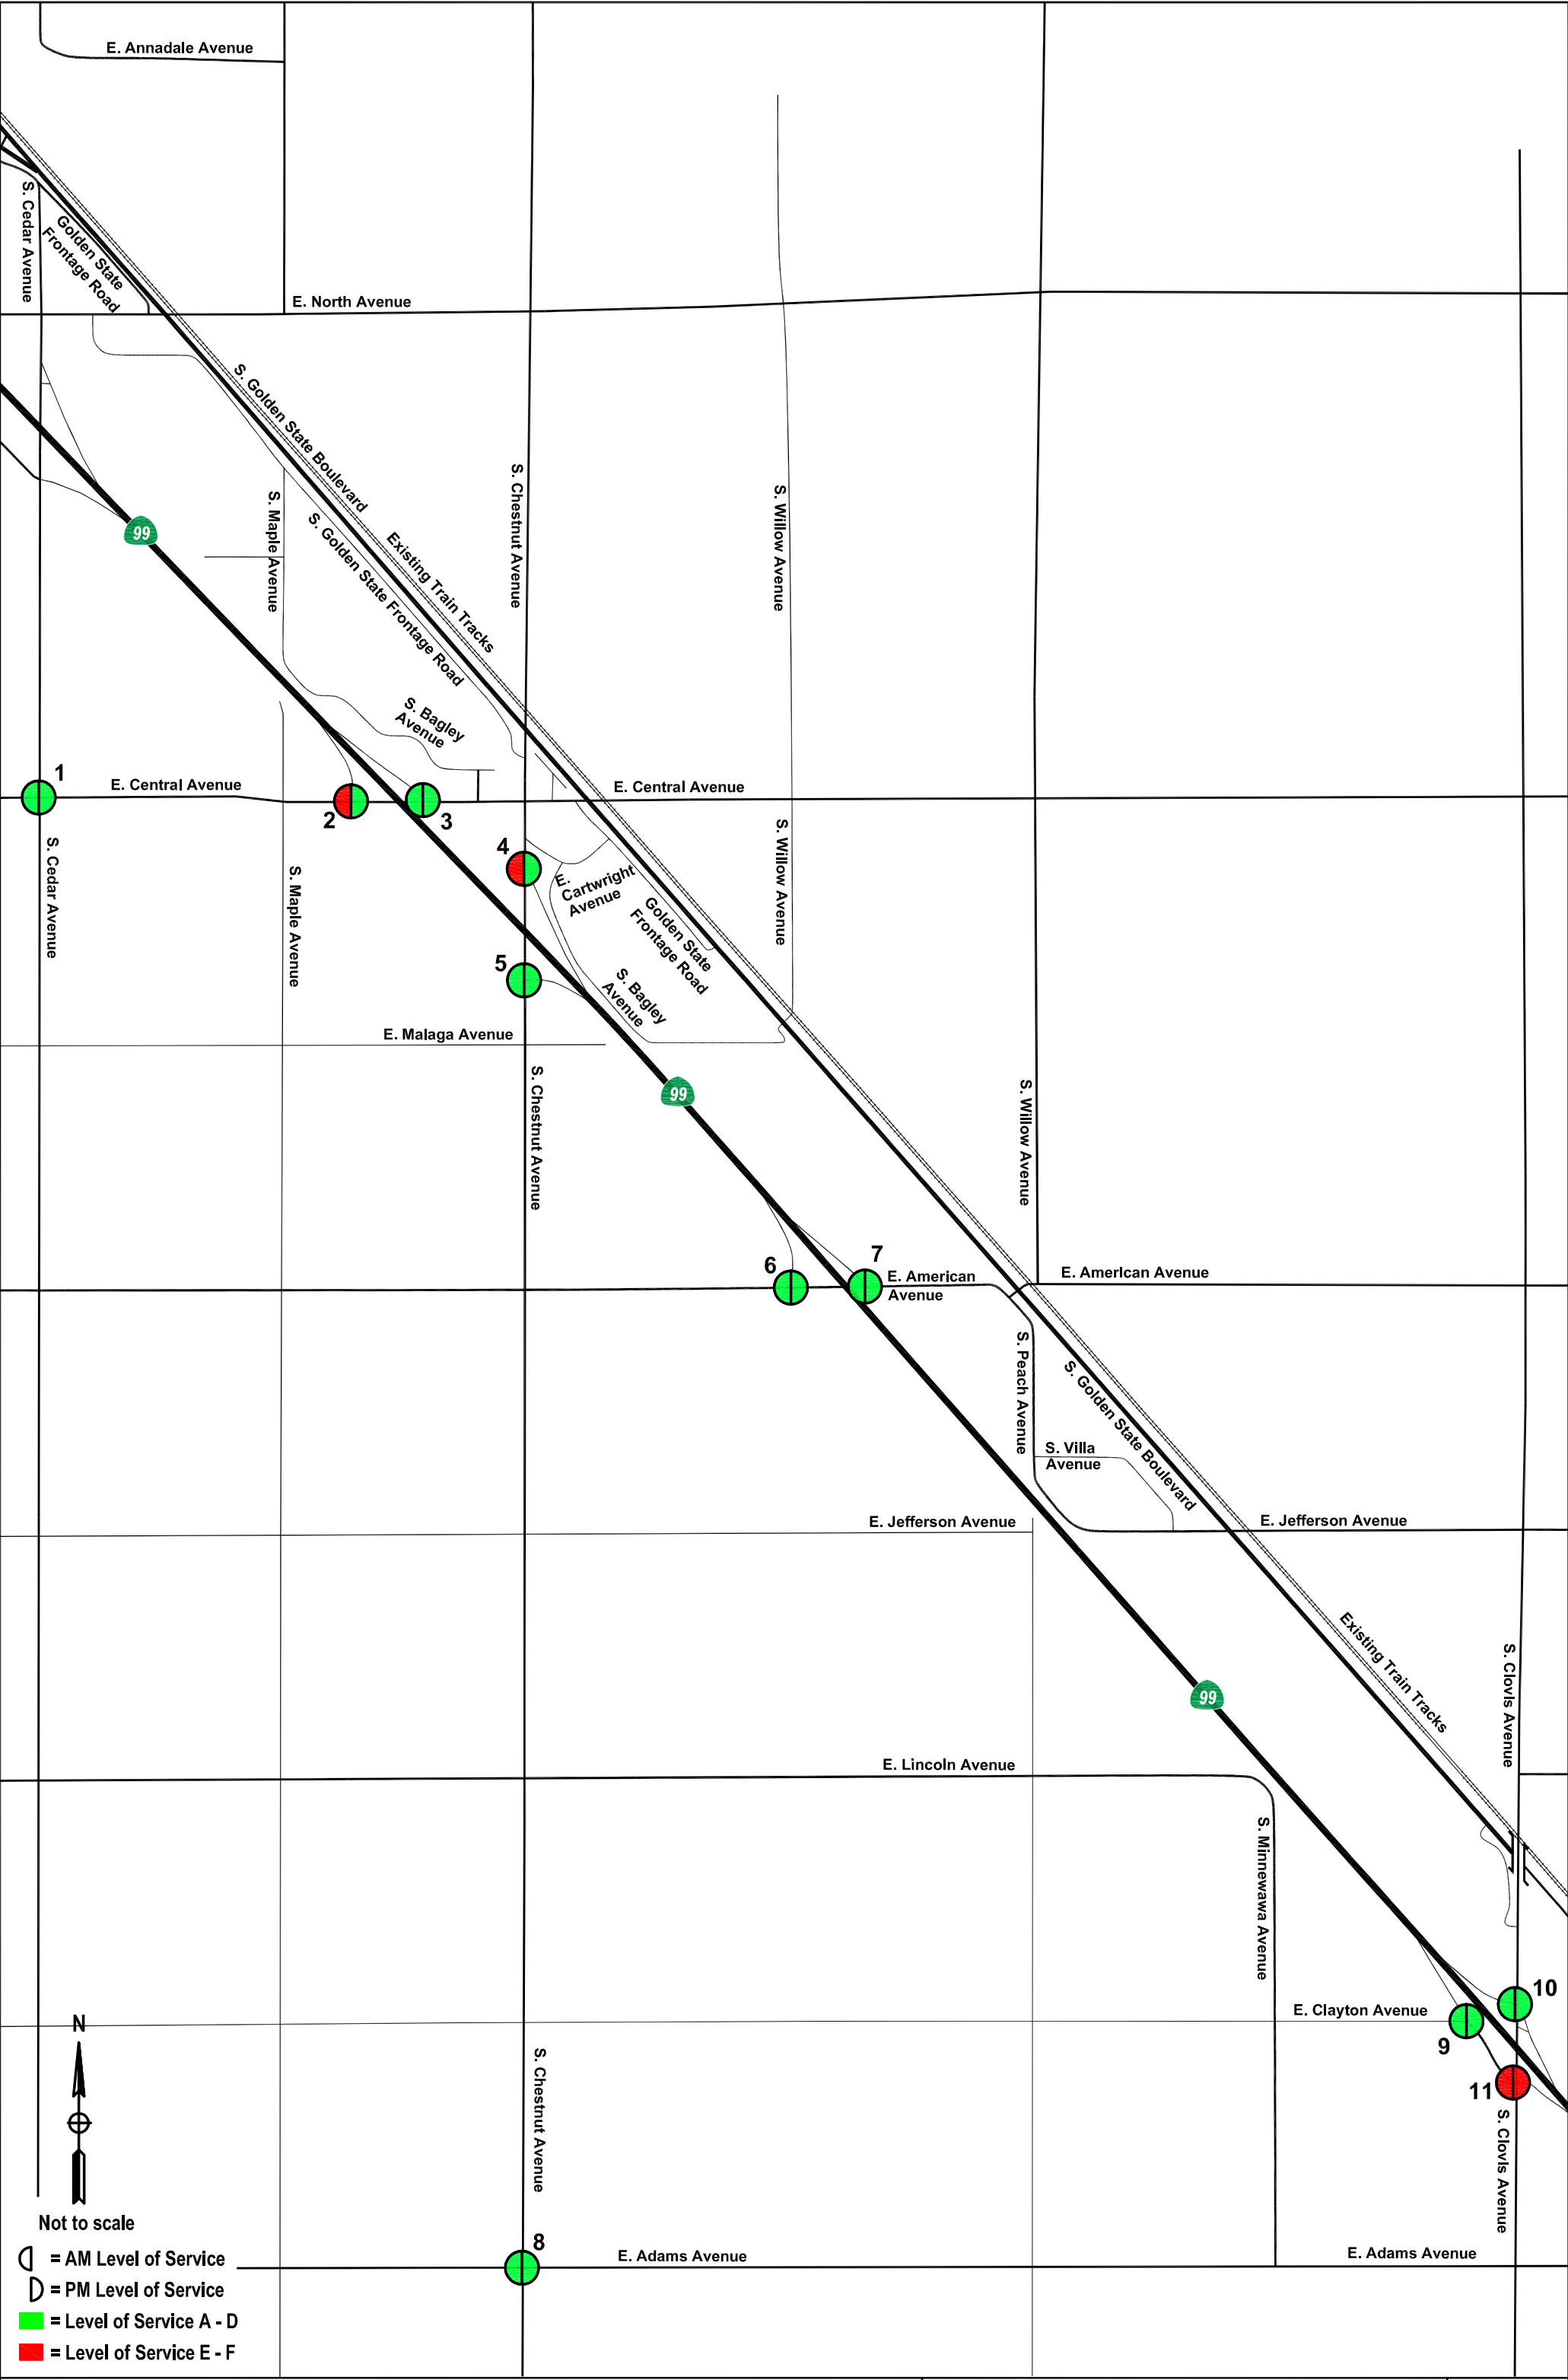 E. Annadale Avenue
S. Cedar Avenue
Golden State
Frontage Road
E. North Avenue
S. Golden State Boulevard
S. Maple Avenue
S. Golden State Frontage Road
Existing Train Tracks
S. Chestnut Avenue
S. Willow Avenue
99
S. Bagley
Avenue
1
E. Central Avenue
2
3
E. Central Avenue
S. Cedar Avenue
S. Maple Avenue
4
E.
Cartwright
Avenue
Golden State
Frontage Road
S. Willow Avenue
5
S. Bagley
Avenue
E. Malaga Avenue
S. Chestnut Avenue
99
S. Willow Avenue
6
7
E. American
Avenue
E. American Avenue
S. Peach Avenue
S. Golden State Boulevard
S. Villa
Avenue
E. Jefferson Avenue
E. Jefferson Avenue
Existing Train Tracks
S. Clovis Avenue
99
E. Lincoln Avenue
S. Minnewawa Avenue
10
E. Clayton Avenue
9
11
S. Clovis Avenue
S. Chestnut Avenue
N
Not to scale
8
E. Adams Avenue
E. Adams Avenue
= AM Level of Service
= PM Level of Service
= Level of Service A - D
= Level of Service E - F